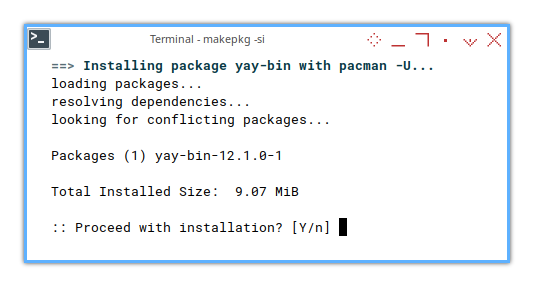 Terminal - makepkg -si
==> Installing package yay-bin with pacman -U...
loading packages...
resolving dependencies...
looking for conflicting packages...
Packages (1) yay-bin-12.1.0-1
Total Installed Size:  9.07 MiB
:: Proceed with installation? [Y/n]